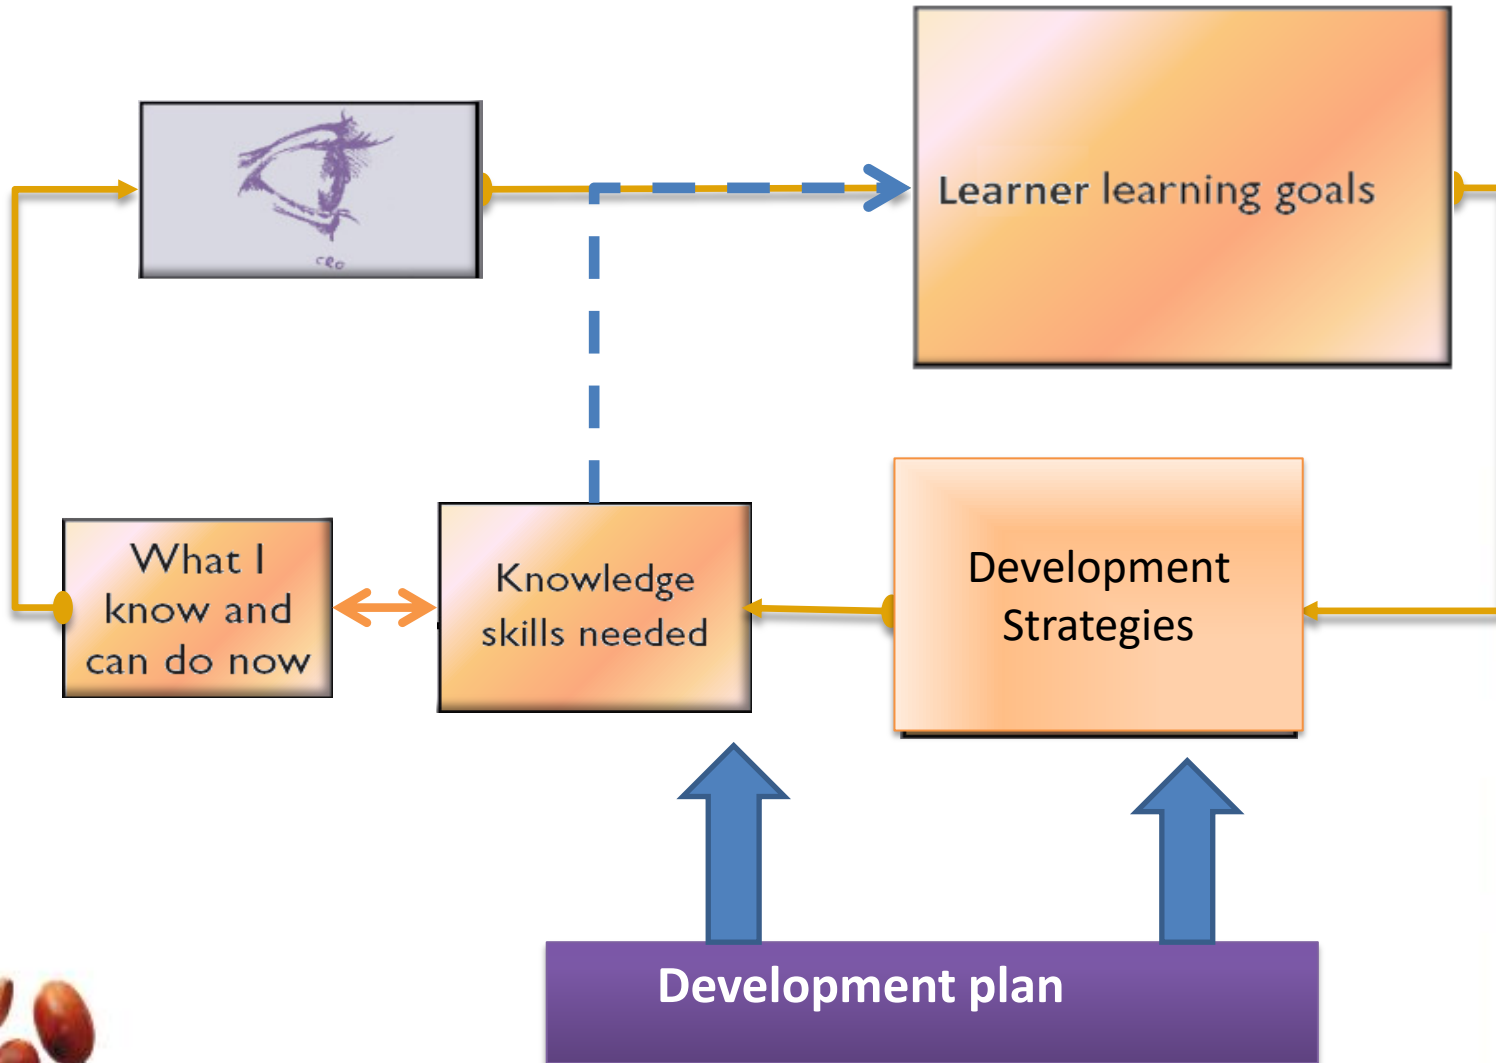 Learner learning goals
What I
know and
can do now
Knowledge
skills needed
Development
Strategies
Development plan